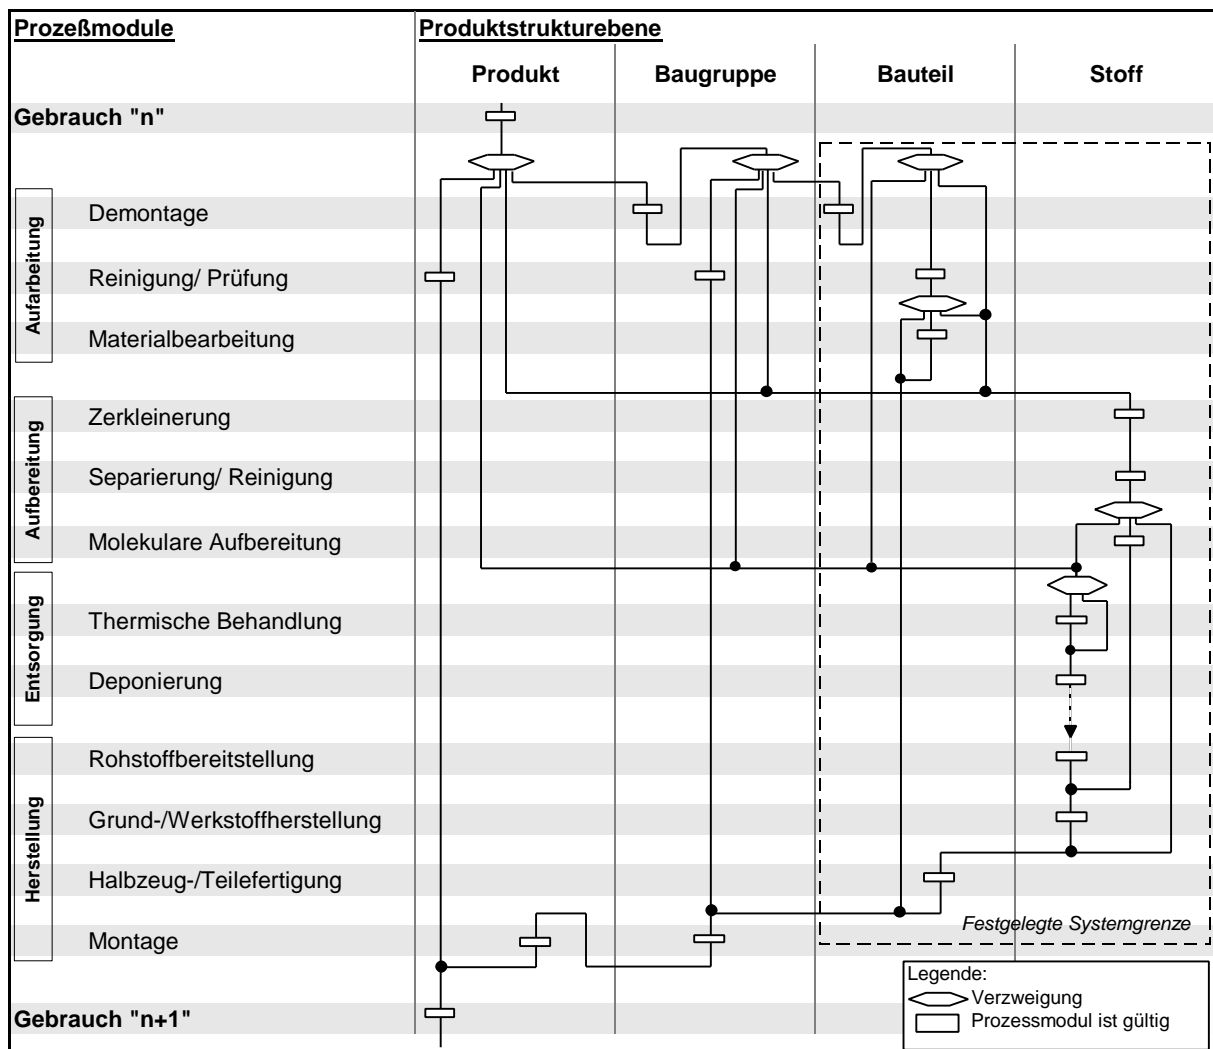 Prozeßmodule
Produktstrukturebene
Produkt
Baugruppe
Bauteil
Stoff
Gebrauch "n"
Aufarbeitung
Demontage
Reinigung/ Prüfung
Materialbearbeitung
Aufbereitung
Zerkleinerung
Separierung/ Reinigung
Molekulare Aufbereitung
Entsorgung
Thermische Behandlung
Deponierung
Herstellung
Rohstoffbereitstellung
Grund-/Werkstoffherstellung
Halbzeug-/Teilefertigung
Montage
Festgelegte Systemgrenze
Gebrauch "n+1"
Legende:
Verzweigung
Prozessmodul ist gültig